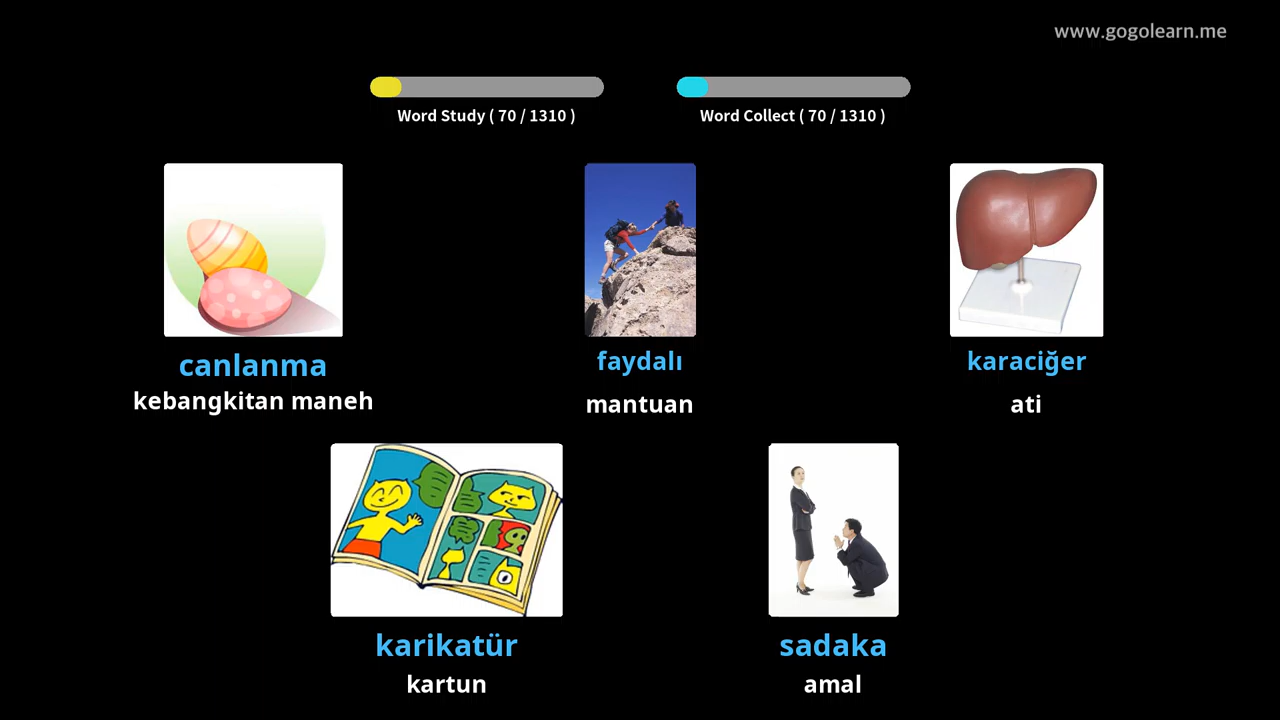 www.gogolearn.me
Word Study ( 70 / 1310 )
Word Collect ( 70 / 1310 )
canlanma
kebangkitan maneh
faydalı
mantuan
karaciğer
ati
karikatür
kartun
sadaka
amal